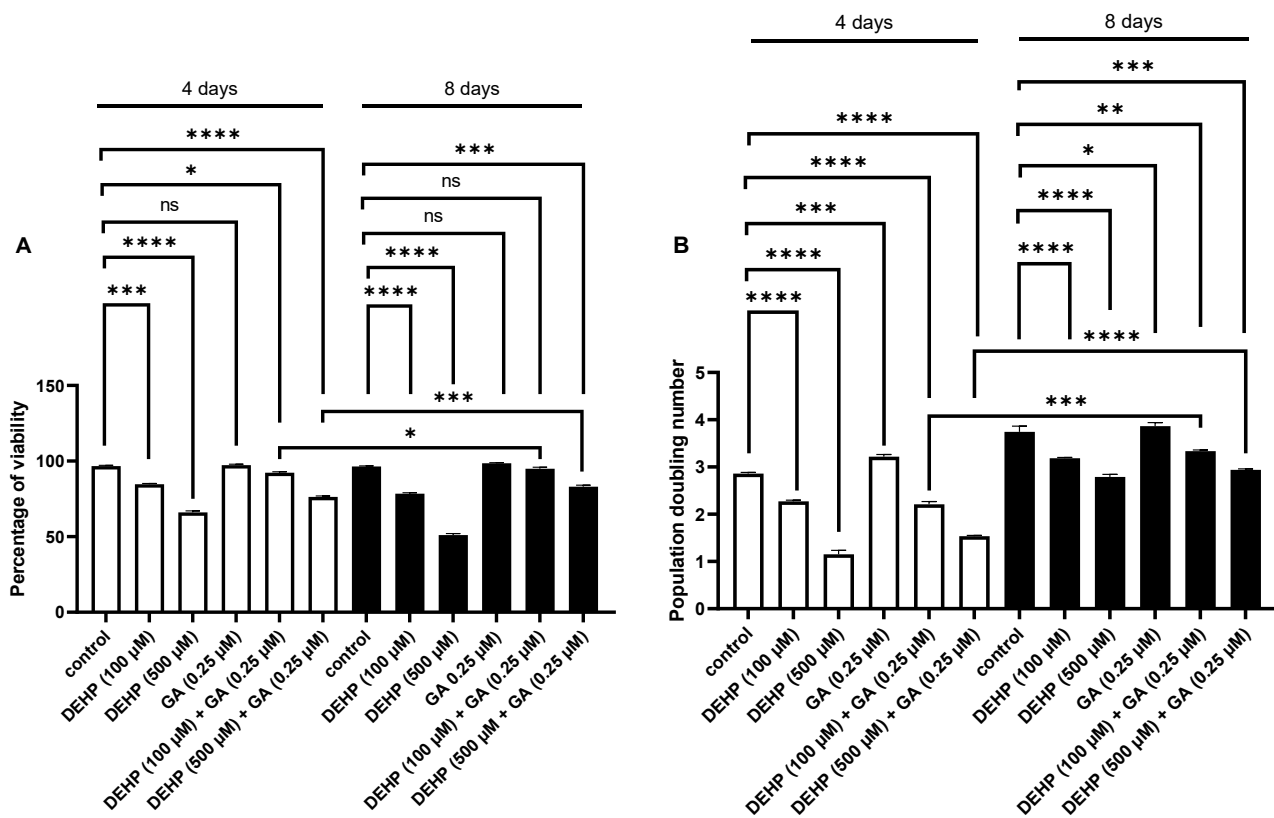 4 days
8 days
****
***
*
ns
ns
ns
****
****
***
****
A
***
*
Percentage of viability
150
100
50
0
control
DEHP (100 µM)
DEHP (500 µM)
GA (0.25 µM)
DEHP (100 µM) + GA (0.25 µM)
DEHP (500 µM) + GA (0.25 µM)
control
DEHP (100 µM)
DEHP (500 µM)
GA 0.25 µM)
DEHP (100 µM) + GA (0.25 µM)
DEHP (500 µM + GA (0.25 µM)
4 days
8 days
***
****
**
****
*
***
****
****
****
****
B
****
***
Population doubling number
5
4
3
2
1
0
control
DEHP (100 µM)
DEHP (500 µM)
GA (0.25 µM)
DEHP (100 µM) + GA (0.25 µM)
DEHP (500 µM) + GA (0.25 µM)
control
DEHP (100 µM)
DEHP (500 µM)
GA (0.25 µM)
DEHP (100 µM) + GA (0.25 µM)
DEHP (500 µM) + GA (0.25 µM)